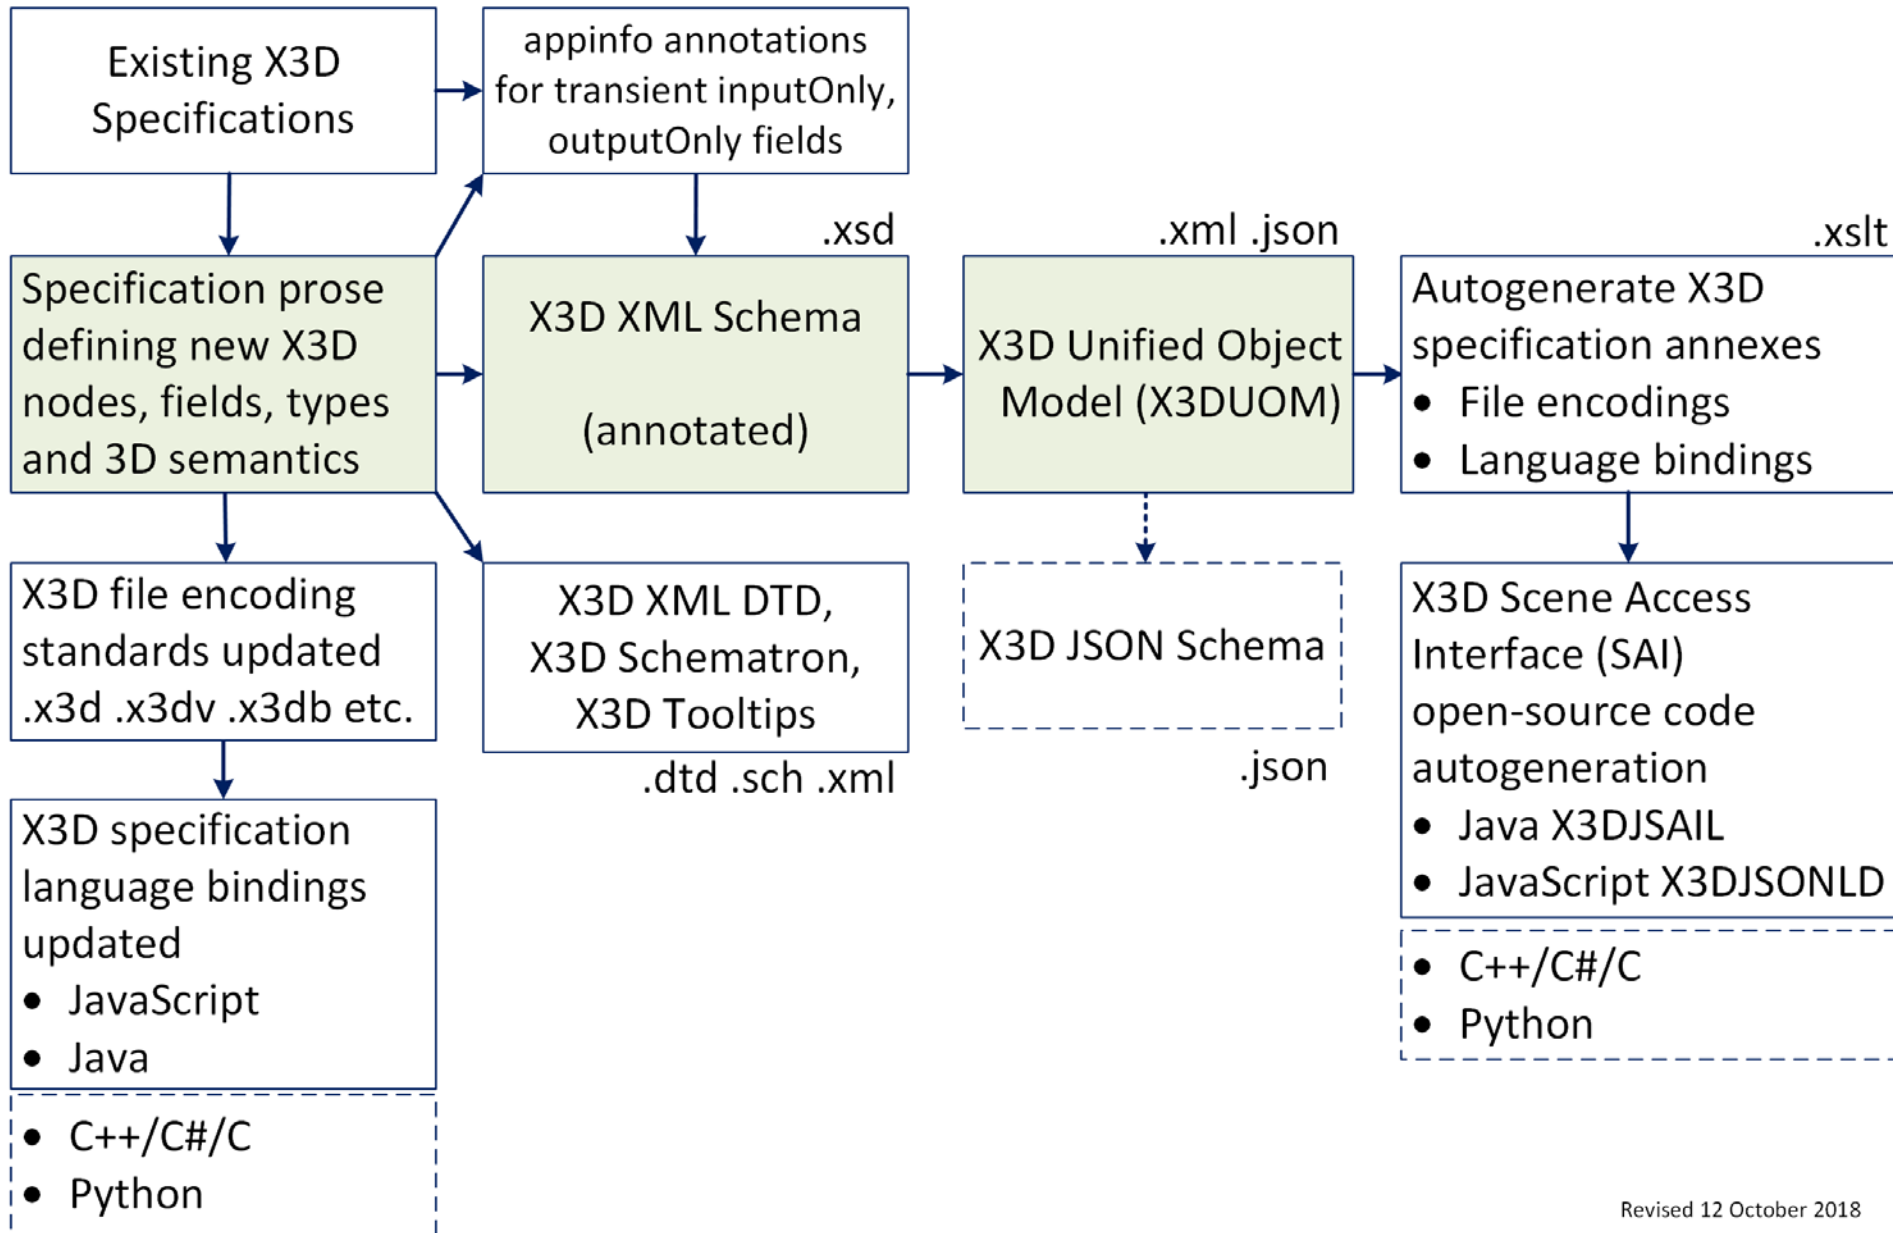 Existing X3D
Specifications
appinfo annotations
for transient inputOnly,
outputOnly fields
.xsd
.xml .json
.xslt
Specification prose
defining new X3D
nodes, fields, types
and 3D semantics
X3D XML Schema
(annotated)
X3D Unified Object
Model (X3DUOM)
Autogenerate X3D
specification annexes
• File encodings
• Language bindings
X3D file encoding
standards updated
.x3d .x3dv .x3db etc.
X3D XML DTD,
X3D Schematron,
X3D Tooltips
.dtd .sch .xml
X3D JSON Schema
.json
X3D Scene Access
Interface (SAI)
open-source code
autogeneration
• Java X3DJSAIL
• JavaScript X3DJSONLD
• C++/C#/C
• Python
X3D specification
language bindings
updated
• JavaScript
• Java
• C++/C#/C
• Python
Revised 12 October 2018